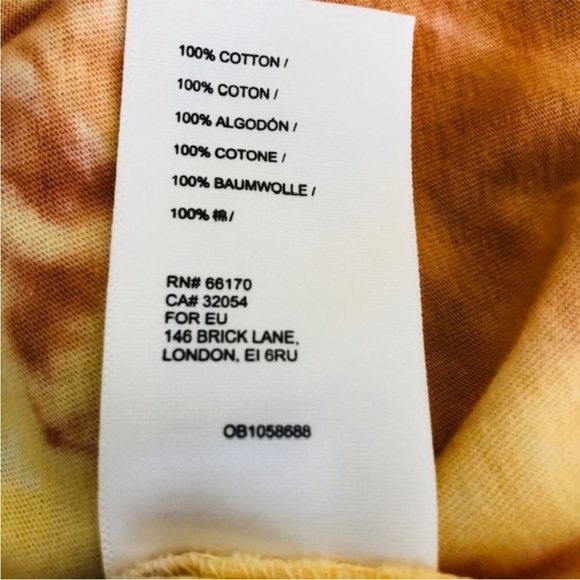 100% COTTON /
100% COTON /
100% ALGODÓN /
100% COTONE /
100% BAUMWOLLE /
100% 棉 /
RN# 66170
CA# 32054
FOR EU
146 BRICK LANE,
LONDON, EI 6RU
OB1058688